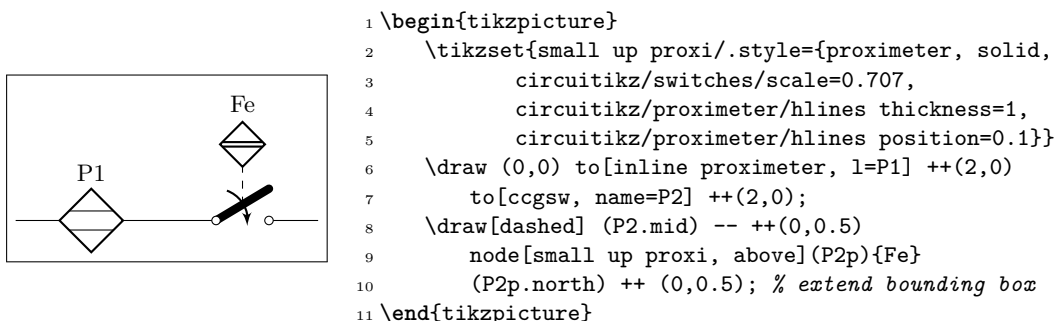 Fe
P1
1 \begin{tikzpicture}
2 \tikzset{small up proxi/.style={proximeter, solid,
3 circuitikz/switches/scale=0.707,
4 circuitikz/proximeter/hlines thickness=1,
5 circuitikz/proximeter/hlines position=0.1}}
6 \draw (0,0) to[inline proximeter, l=P1] ++(2,0)
7 to[ccgsw, name=P2] ++(2,0);
8 \draw[dashed] (P2.mid) -- ++(0,0.5)
9 node[small up proxi, above](P2p){Fe}
10 (P2p.north) ++ (0,0.5); % extend bounding box
11 \end{tikzpicture}